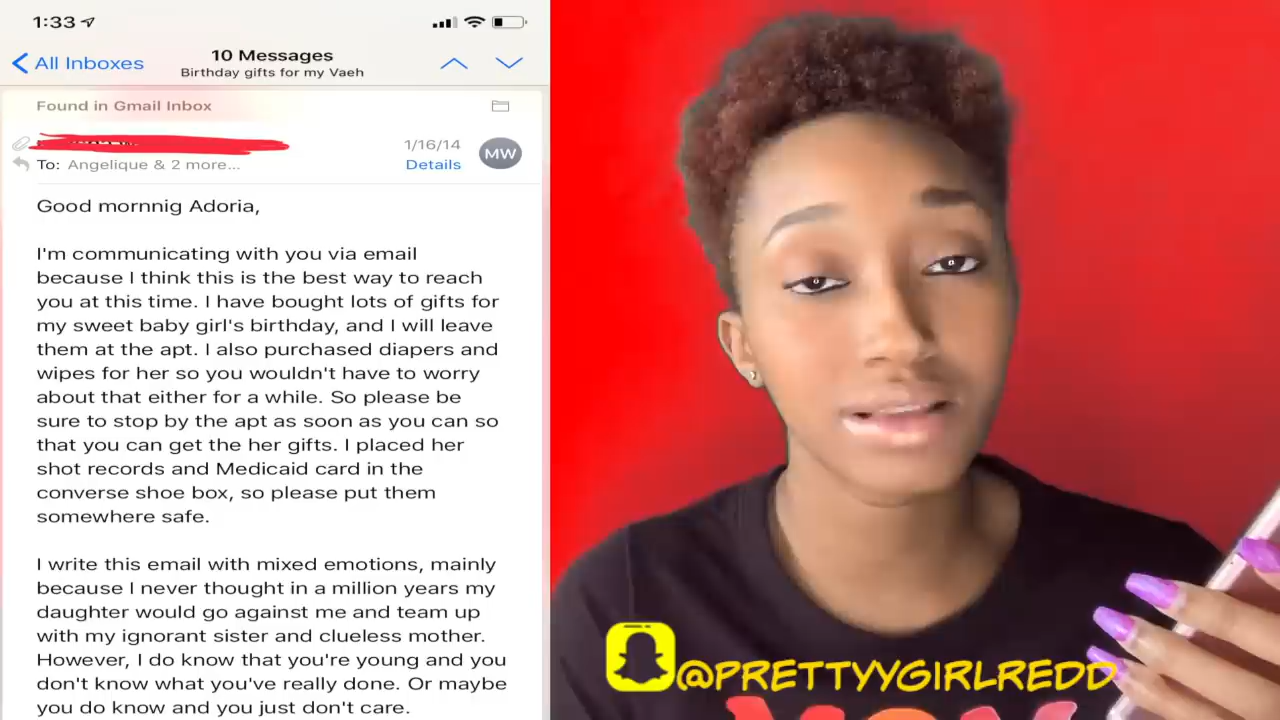 1:33
All Inboxes
10 Messages
Birthday gifts for my Vaeh
Found in Gmail Inbox
1/16/14
MW
To: Angelique & 2 more...
Details
Good mornnig Adoria,
I'm communicating with you via email
because I think this is the best way to reach
you at this time. I have bought lots of gifts for
my sweet baby girl's birthday, and I will leave
them at the apt. I also purchased diapers and
wipes for her so you wouldn't have to worry
about that either for a while. So please be
sure to stop by the apt as soon as you can so
that you can get the her gifts. I placed her
shot records and Medicaid card in the
converse shoe box, so please put them
somewhere safe.
I write this email with mixed emotions, mainly
because I never thought in a million years my
daughter would go against me and team up
with my ignorant sister and clueless mother.
However, I do know that you're young and you
don't know what you've really done. Or maybe
you do know and you just don't care.
@PRETTYYGIRLREDD